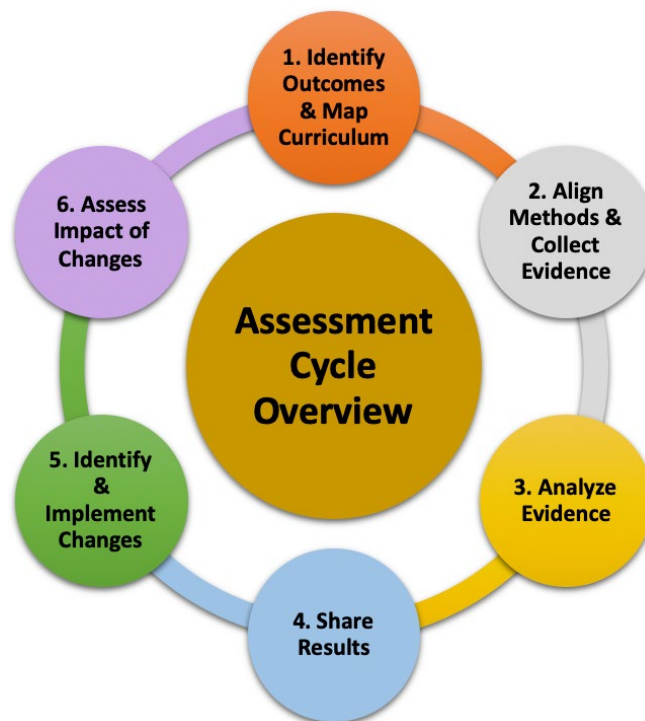 1. Identify
Outcomes
& Map
Curriculum
2. Align
Methods &
Collect
Evidence
3. Analyze
Evidence
4. Share
Results
5. Identify
&
Implement
Changes
6. Assess
Impact of
Changes
Assessment
Cycle
Overview